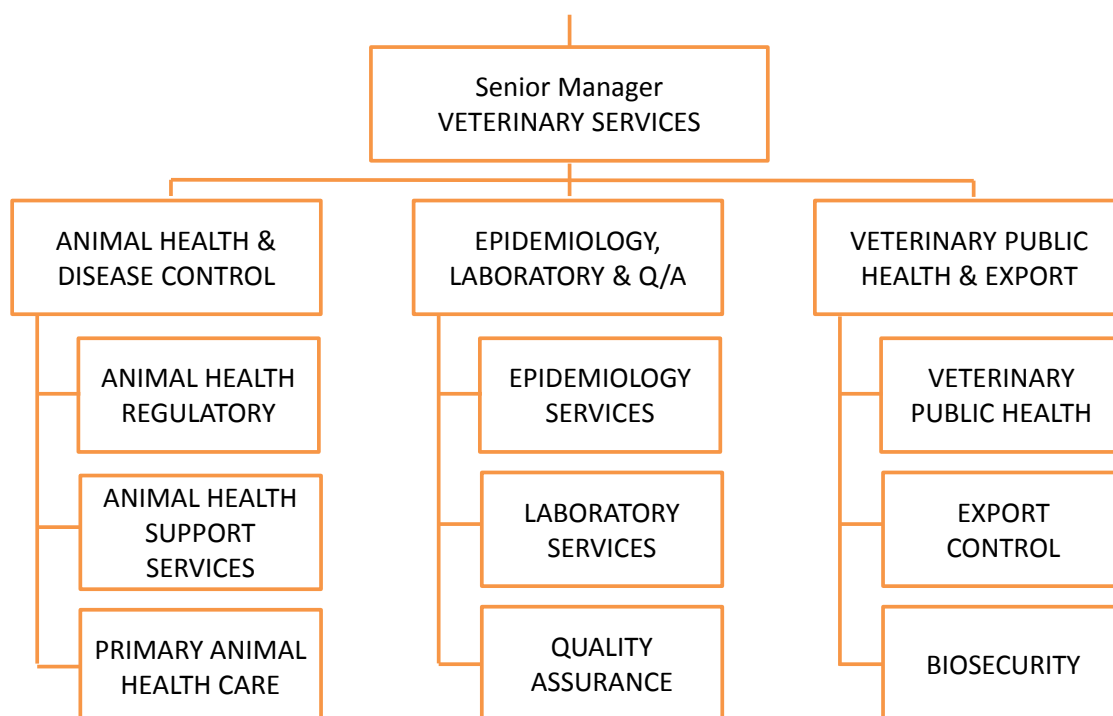 Senior Manager
VETERINARY SERVICES
ANIMAL HEALTH &
DISEASE CONTROL
ANIMAL HEALTH
REGULATORY
ANIMAL HEALTH
SUPPORT
SERVICES
PRIMARY ANIMAL
HEALTH CARE
EPIDEMIOLOGY,
LABORATORY & Q/A
EPIDEMIOLOGY
SERVICES
LABORATORY
SERVICES
QUALITY
ASSURANCE
VETERINARY PUBLIC
HEALTH & EXPORT
VETERINARY
PUBLIC HEALTH
EXPORT
CONTROL
BIOSECURITY